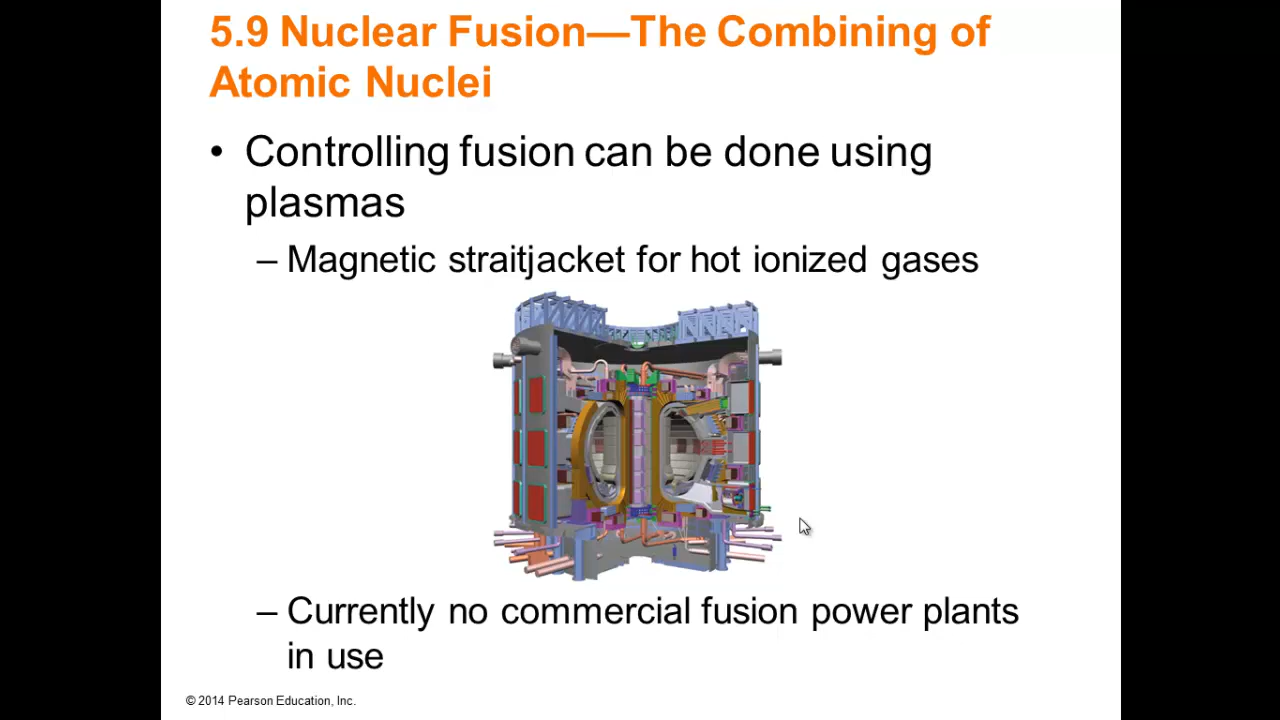 5.9 Nuclear Fusion—The Combining of
Atomic Nuclei
• Controlling fusion can be done using
plasmas
– Magnetic straitjacket for hot ionized gases
– Currently no commercial fusion power plants
in use
© 2014 Pearson Education, Inc.